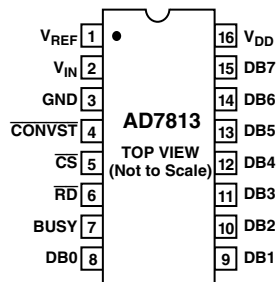 VREF 1 16 VDD
VIN 2 15 DB7
GND 3 14 DB6
CONVST 4 AD7813 13 DB5
CS 5 TOP VIEW 12 DB4
RD 6 (Not to Scale) 11 DB3
BUSY 7 10 DB2
DB0 8 9 DB1